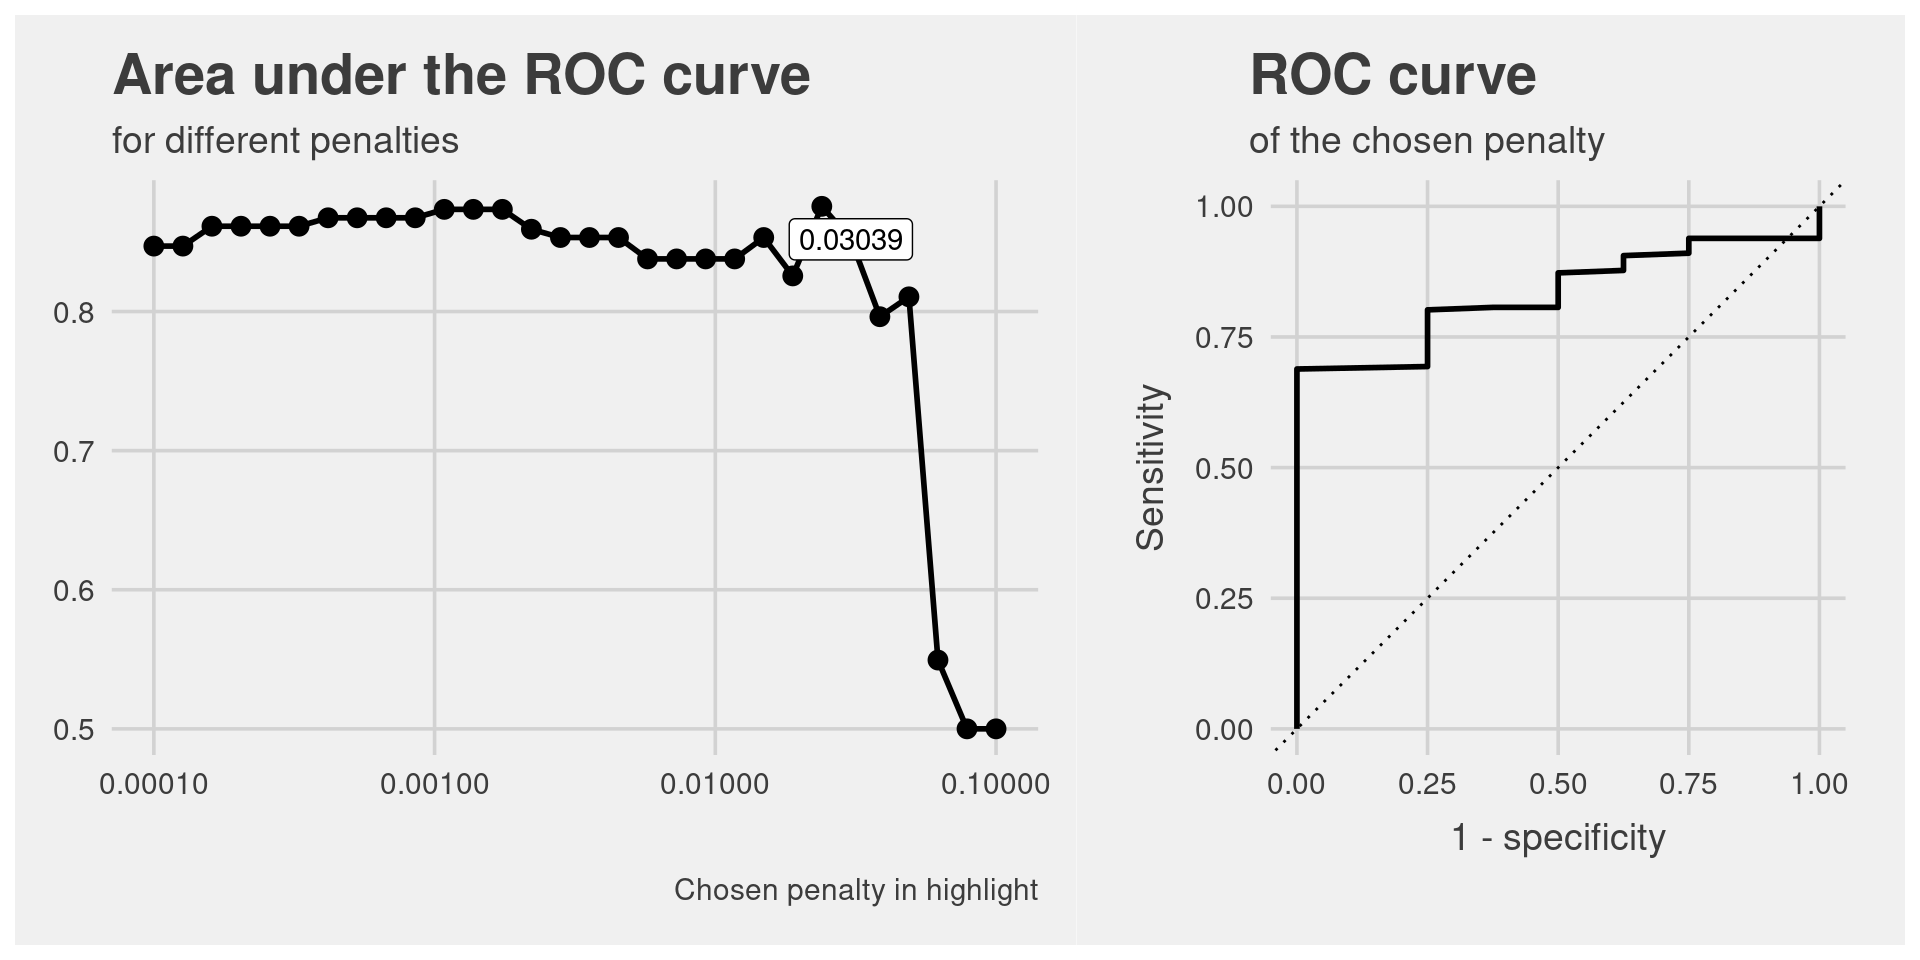 Area under the ROC curve
for different penalties
0.8
0.7
0.6
0.5
0.03039
0.00010 0.00100 0.01000 0.10000
Chosen penalty in highlight
ROC curve
of the chosen penalty
Sensitivity
1.00
0.75
0.50
0.25
0.00
0.00 0.25 0.50 0.75 1.00
1 - specificity